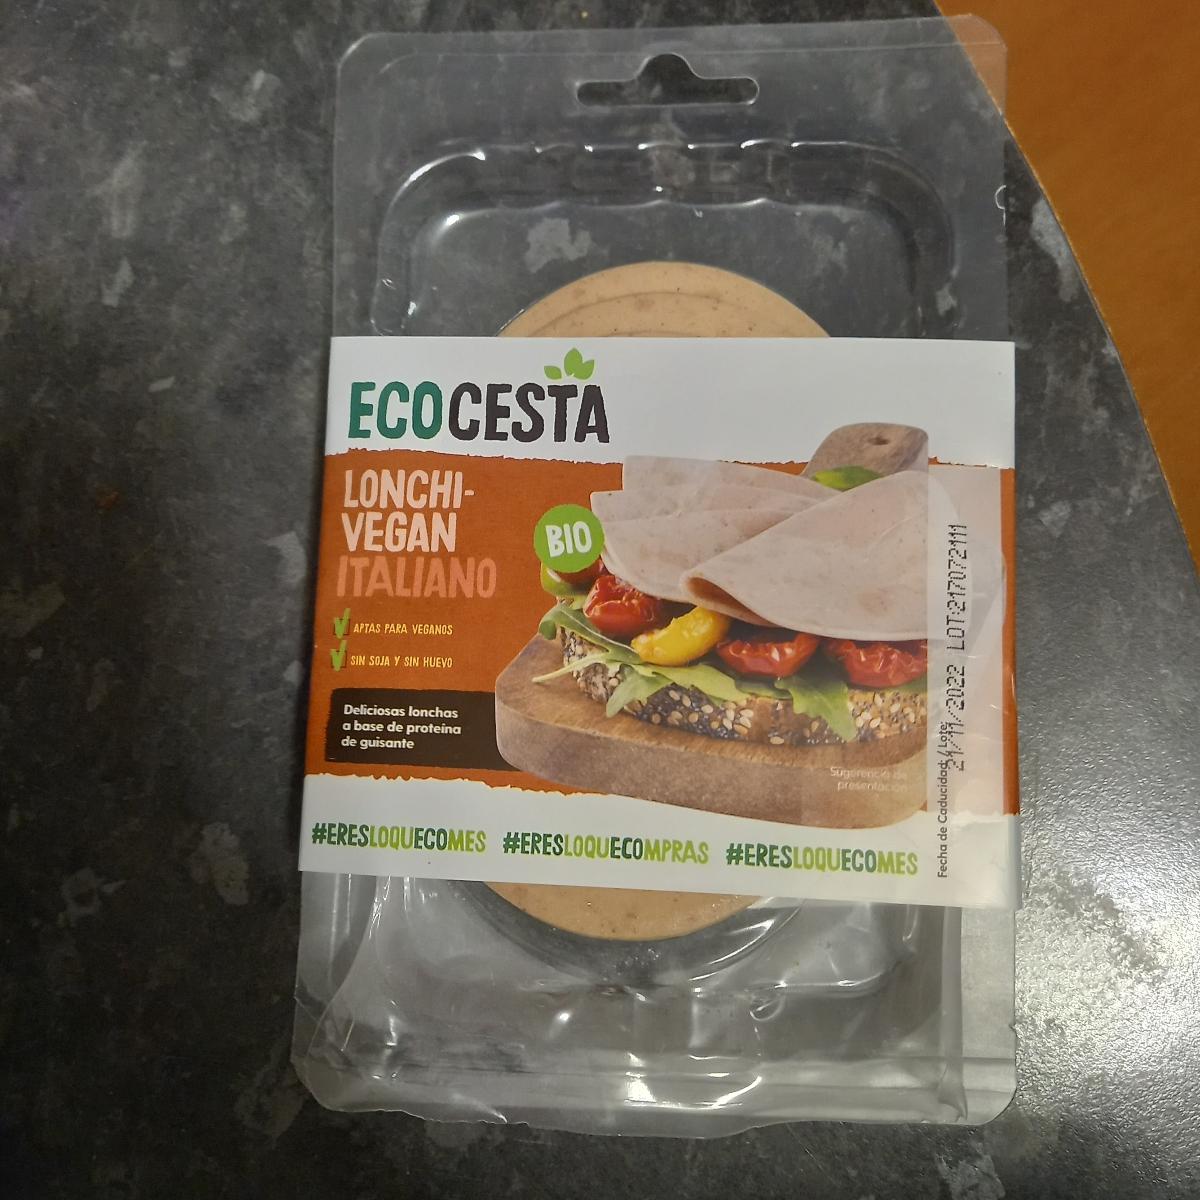 ECOCESTA
LONCHI-
VEGAN
ITALIANO
BIO
APTAS PARA VEGANOS
SIN SOJA Y SIN HUEVO
Deliciosas lonchas
a base de proteína
de guisante
Sugerencia de
presentación
#ERESLOQUECOMES #ERESLOQUECOMPRAS #ERESLOQUECOMES
Fecha de Caducidad: / Lote:
21/11/2022 LOT:217072111